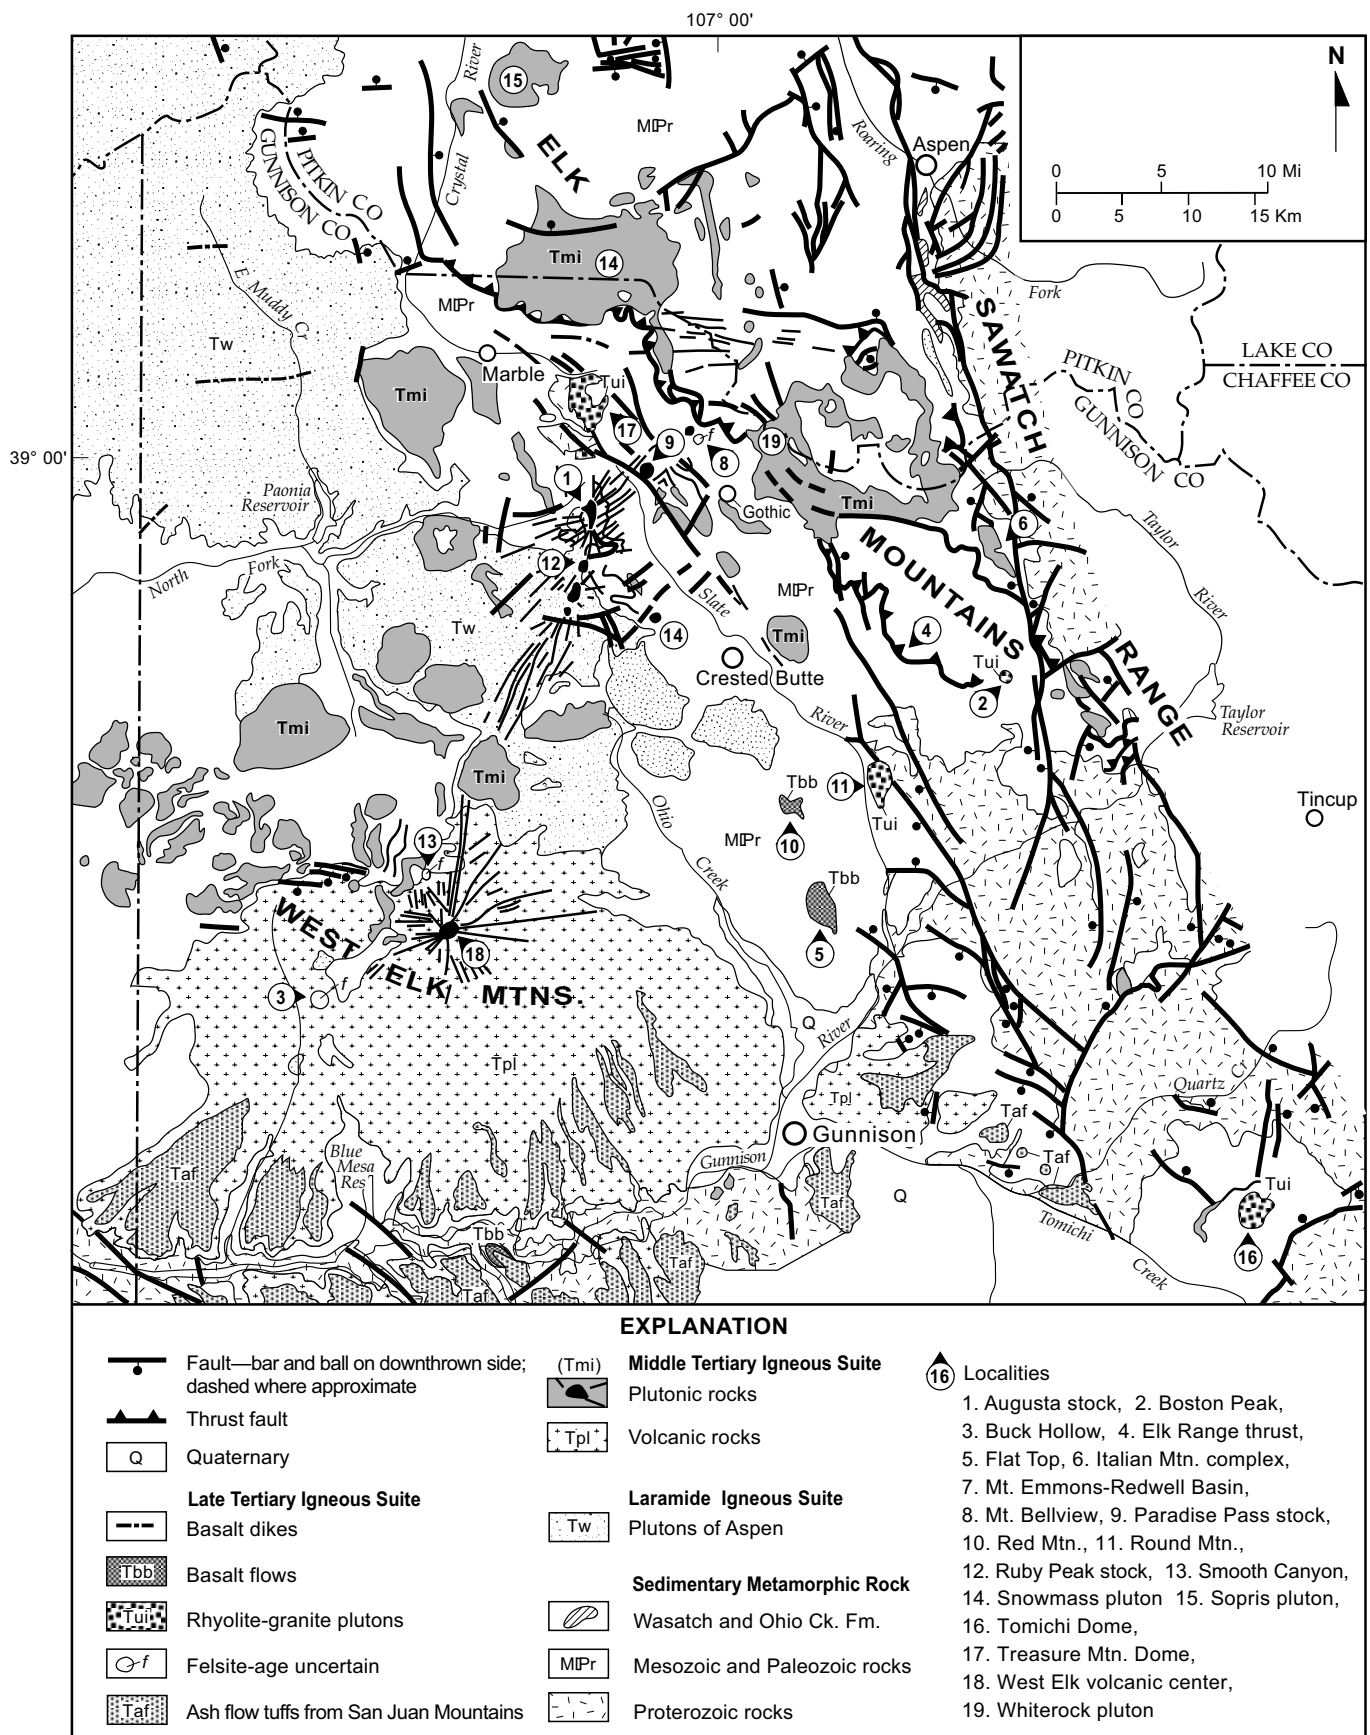 107° 00'
N
0 5 10 Mi
0 5 10 15 Km
River
15
ELK
MIPr
Roaring
Aspen
PITKIN CO
GUNNISON CO
Crystal
Tmi
14
Fork
SAWATCH
E Muddy Cr
MIPr
Tw
LAKE CO
CHAFFEE CO
PITKIN CO
GUNNISON CO
Marble
Tmi
Tui
17
9
f
8
19
39° 00'
1
Paonia
Reservoir
Gothic
Tmi
6
Taylor
River
North
Fork
12
Slate
MIPr
MOUNTAINS
Tw
14
Tmi
4
Crested Butte
Tui
2
RANGE
Taylor
Reservoir
Tmi
River
Tmi
Tbb
11
Tui
Tincup
Ohio
Creek
MIPr
10
13
f
Tbb
5
WEST
ELK
MTNS.
18
3
f
Q
River
Tpl
Tpl
Quartz
Cr
Taf
Taf
Gunnison
Blue
Mesa
Res
Gunnison
Taf
Taf
Q
Tui
16
Tomichi
Creek
Tbb
Taf
Taf
EXPLANATION
Fault—bar and ball on downthrown side;
dashed where approximate
Thrust fault
Q Quaternary
Late Tertiary Igneous Suite
Basalt dikes
Tbb Basalt flows
Tui Rhyolite-granite plutons
f Felsite-age uncertain
Taf Ash flow tuffs from San Juan Mountains
(Tmi) Middle Tertiary Igneous Suite
Plutonic rocks
Tpl Volcanic rocks
Laramide Igneous Suite
Tw Plutons of Aspen
Sedimentary Metamorphic Rock
Wasatch and Ohio Ck. Fm.
MIPr Mesozoic and Paleozoic rocks
Proterozoic rocks
16 Localities
1. Augusta stock, 2. Boston Peak,
3. Buck Hollow, 4. Elk Range thrust,
5. Flat Top, 6. Italian Mtn. complex,
7. Mt. Emmons-Redwell Basin,
8. Mt. Bellview, 9. Paradise Pass stock,
10. Red Mtn., 11. Round Mtn.,
12. Ruby Peak stock, 13. Smooth Canyon,
14. Snowmass pluton 15. Sopris pluton,
16. Tomichi Dome,
17. Treasure Mtn. Dome,
18. West Elk volcanic center,
19. Whiterock pluton